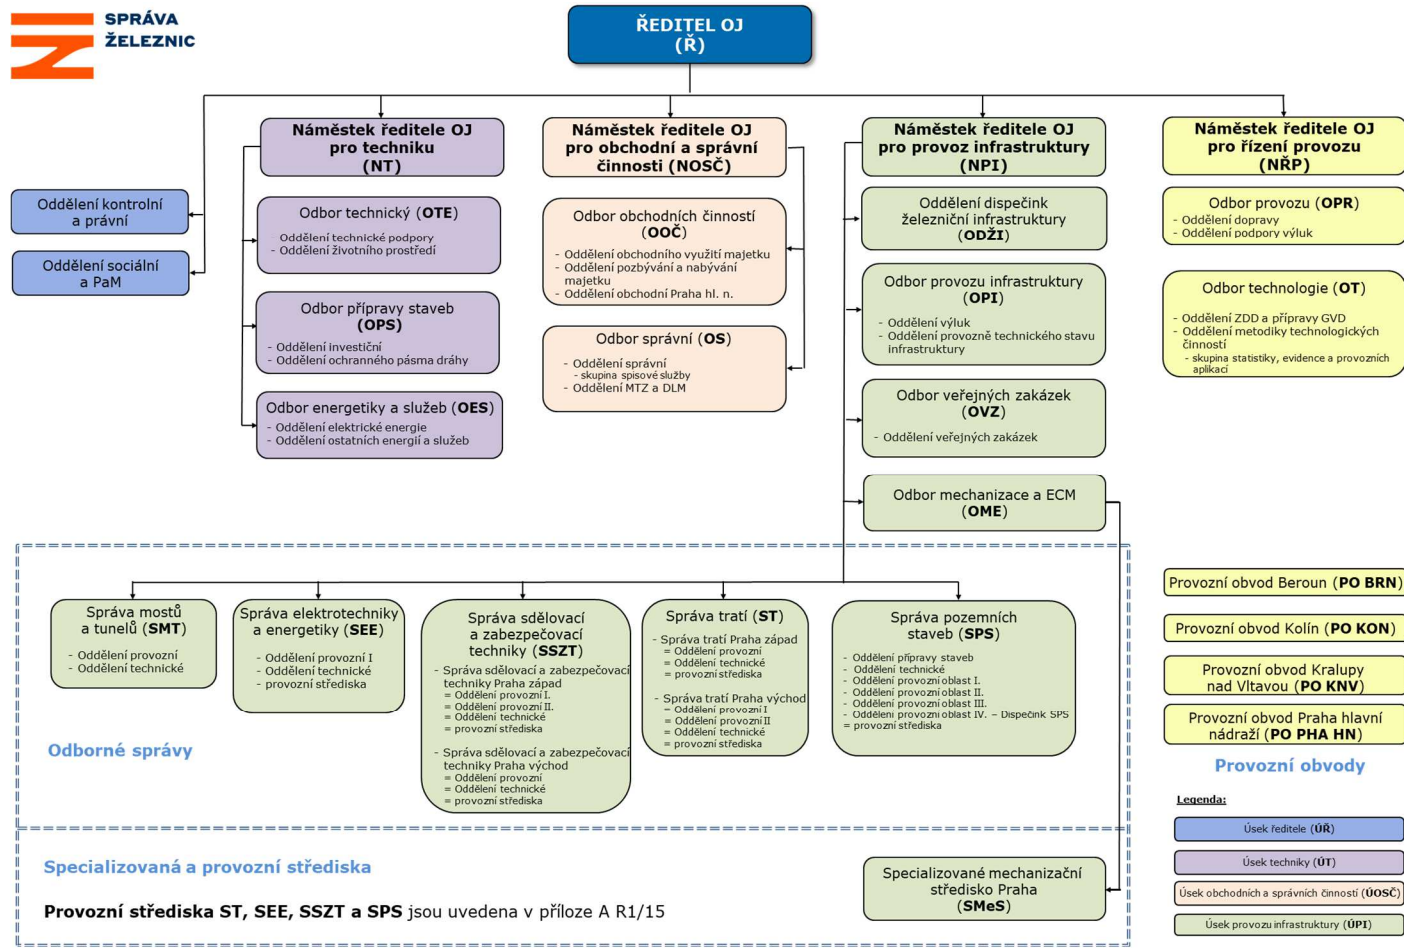 SPRÁVA
ŽELEZNIC
ŘEDITEL OJ
(Ř)
Náměstek ředitele OJ
pro techniku
(NT)
Náměstek ředitele OJ
pro obchodní a správní
činnosti (NOSČ)
Náměstek ředitele OJ
pro provoz infrastruktury
(NPI)
Náměstek ředitele OJ
pro řízení provozu
(NŘP)
Oddělení kontrolní
a právní
Oddělení sociální
a PaM
Odbor technický (OTE)
Oddělení technické podpory
- Oddělení životního prostředí
Odbor přípravy staveb
(OPS)
- Oddělení investiční
- Oddělení ochranného pásma dráhy
Odbor energetiky a služeb (OES)
- Oddělení elektrické energie
- Oddělení ostatních energií a služeb
Odbor obchodních činností
(OOČ)
- Oddělení obchodního využití majetku
- Oddělení pozbývání a nabývání
majetku
- Oddělení obchodní Praha hl. n.
Odbor správní (OS)
- Oddělení správní
- skupina spisové služby
- Oddělení MTZ a DLM
Oddělení dispečink
železniční infrastruktury
(ODŽI)
Odbor provozu infrastruktury
(OPI)
- Oddělení výluk
- Oddělení provozně technického stavu
infrastruktury
Odbor veřejných zakázek
(OVZ)
- Oddělení veřejných zakázek
Odbor mechanizace a ECM
(OME)
Odbor provozu (OPR)
- Oddělení dopravy
- Oddělení podpory výluk
Odbor technologie (OT)
- Oddělení ZDD a přípravy GVD
- Oddělení metodiky technologických
činností
- skupina statistiky, evidence a provozních
aplikací
Správa mostů
a tunelů (SMT)
- Oddělení provozní
- Oddělení technické
Správa elektrotechniky
a energetiky (SEE)
- Oddělení provozní I
- Oddělení technické
- provozní střediska
Správa sdělovací
a zabezpečovací
techniky (SSZT)
- Správa sdělovací a zabezpečovací
techniky Praha západ
= Oddělení provozní I.
= Oddělení provozní II.
= Oddělení technické
= provozní střediska
- Správa sdělovací a zabezpečovací
techniky Praha východ
= Oddělení provozní
= Oddělení technické
= provozní střediska
Správa tratí (ST)
- Správa tratí Praha západ
= Oddělení provozní
= Oddělení technické
= provozní střediska
- Správa tratí Praha východ
= Oddělení provozní I
= Oddělení provozní II
= Oddělení technické
= provozní střediska
Správa pozemních
staveb (SPS)
- Oddělení přípravy staveb
- Oddělení technické
- Oddělení provozní oblast I.
- Oddělení provozní oblast II.
- Oddělení provozní oblast III.
- Oddělení provozní oblast IV. – Dispečink SPS
= provozní střediska
Odborné správy
Provozní obvod Beroun (PO BRN)
Provozní obvod Kolín (PO KON)
Provozní obvod Kralupy
nad Vltavou (PO KNV)
Provozní obvod Praha hlavní
nádraží (PO PHA HN)
Provozní obvody
Legenda:
Úsek ředitele (ÚŘ)
Úsek techniky (ÚT)
Úsek obchodních a správních činností (ÚOSČ)
Úsek provozu infrastruktury (ÚPI)
Specializovaná a provozní střediska
Provozní střediska ST, SEE, SSZT a SPS jsou uvedena v příloze A R1/15
Specializované mechanizační
středisko Praha
(SMeS)